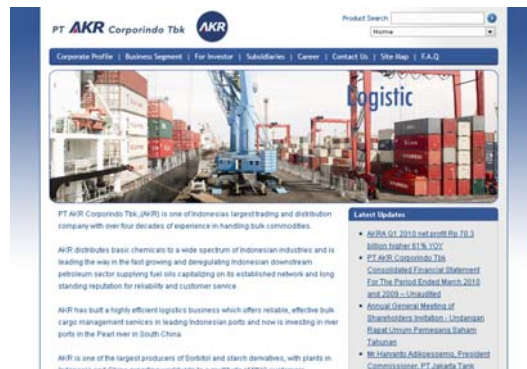 PT AKR Corporindo Tbk
AKR
Product Search
Home
Corporate Profile | Business Segment | For Investor | Subsidiaries | Career | Contact Us | Site Map | F.A.Q
Logistic
PT AKR Corporindo Tbk.,(AKR) is one of Indonesias largest trading and distribution
company with over four decades of experience in handling bulk commodities.
AKR distributes basic chemicals to a wide spectrum of Indonesian industries and is
leading the way in the fast growing and deregulating Indonesian downstream
petroleum sector supplying fuel oils capitalizing on its established network and long
standing reputation for reliability and customer service.
AKR has built a highly efficient logistics business which offers reliable, effective bulk
cargo management services in leading Indonesian ports and now is investing in river
ports in the Pearl river in South China.
AKR is one of the largest producers of Sorbitol and starch derivatives, with plants in
Latest Updates
AKRA Q1 2010 net profit Rp 70.3
billion higher 61% YOY
PT AKR Corporindo Tbk
Consolidated Financial Statement
For The Period Ended March 2010
and 2009 – Unaudited
Annual General Meeting of
Shareholders Invitation - Undangan
Rapat Umum Pemegang Saham
Tahunan
Mr Haryanto Adikoesoemo, President
Commissioner PT Jakarta Tank